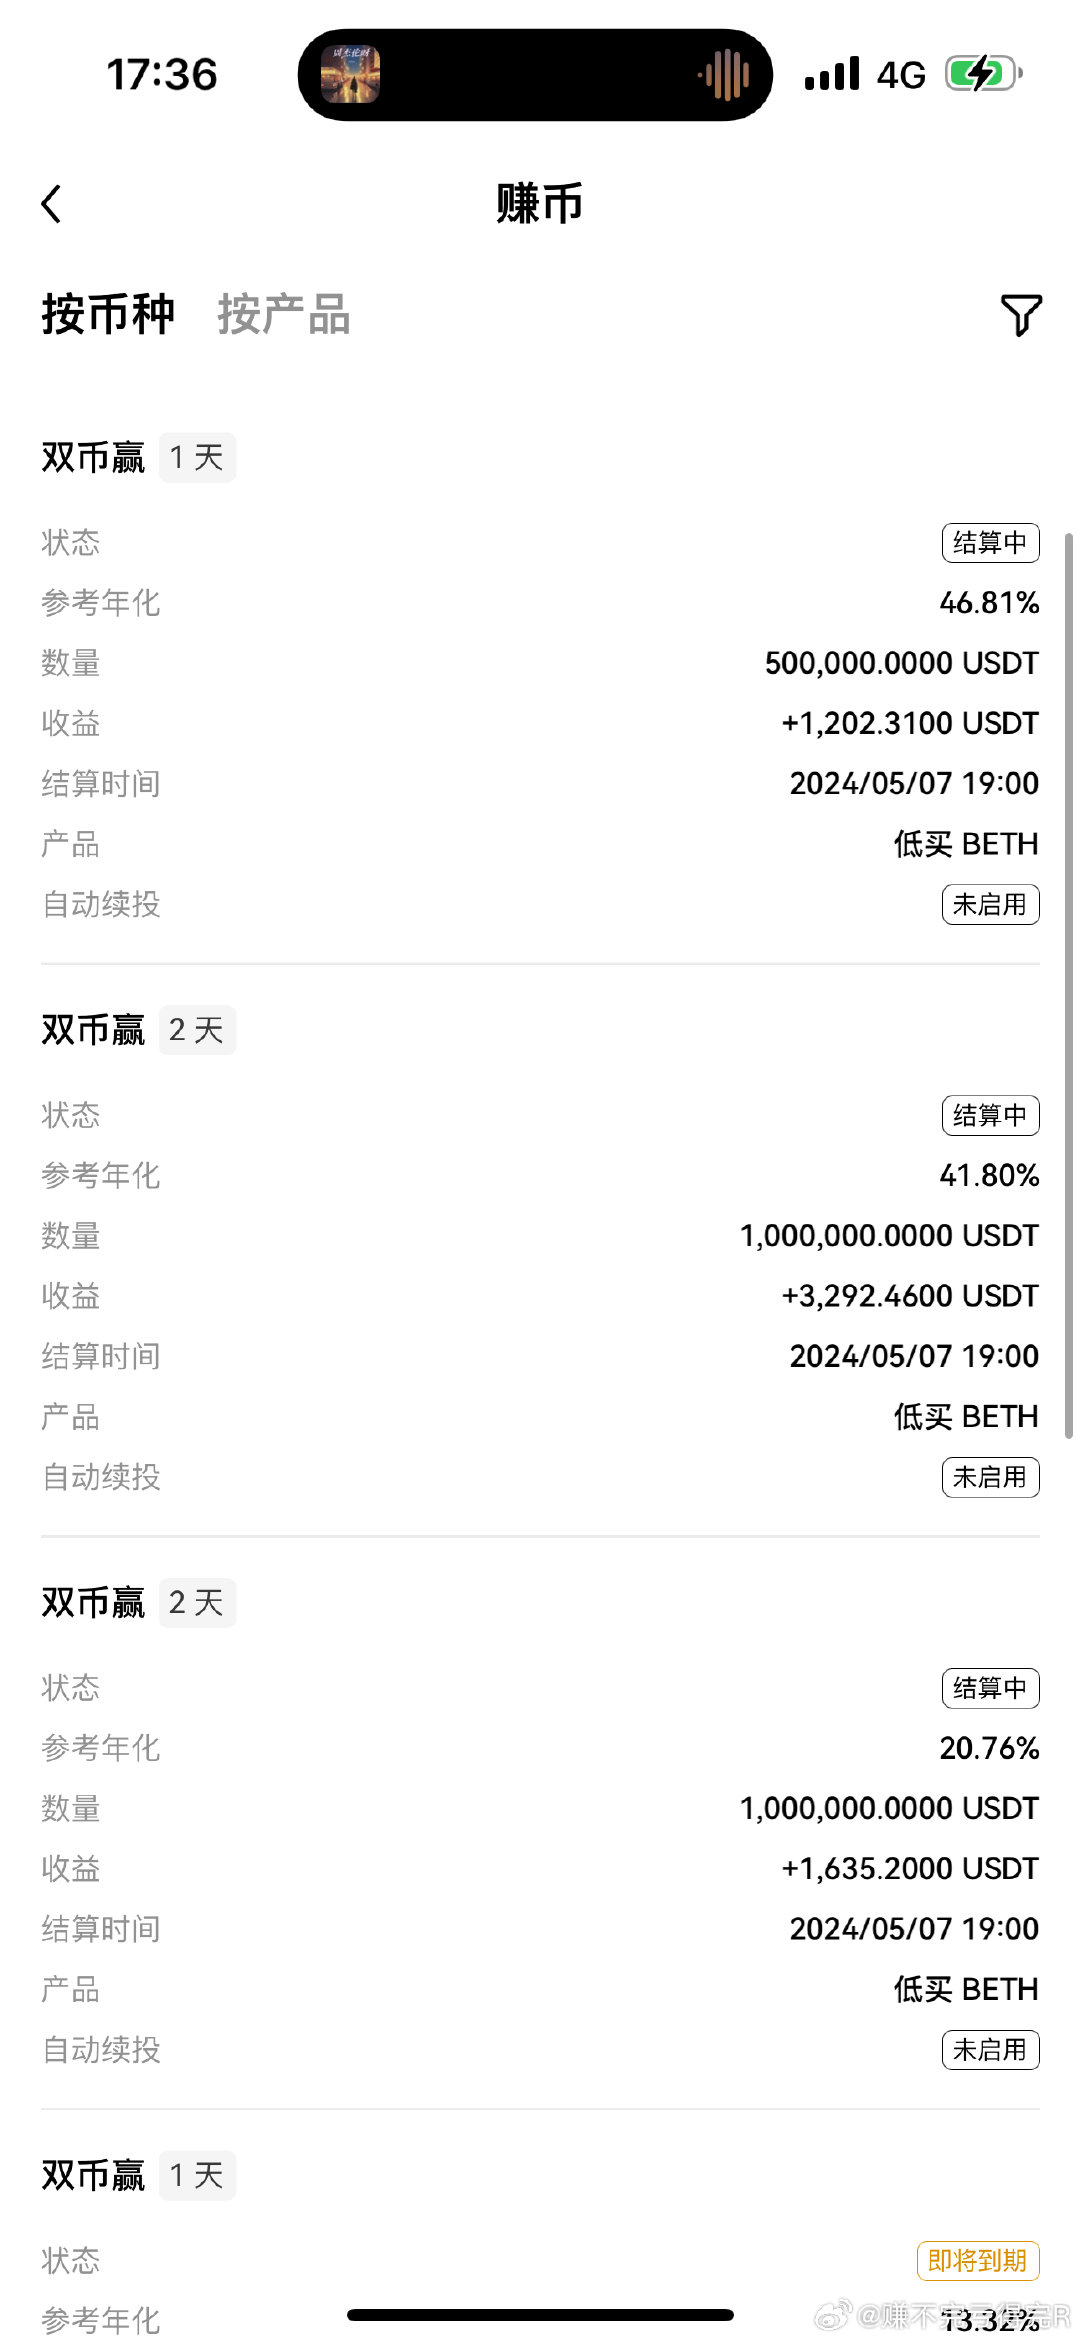 17:36
4G
赚币
按币种 按产品
双币赢 1 天
状态 结算中
参考年化 46.81%
数量 500,000.0000 USDT
收益 +1,202.3100 USDT
结算时间 2024/05/07 19:00
产品 低买 BETH
自动续投 未启用
双币赢 2 天
状态 结算中
参考年化 41.80%
数量 1,000,000.0000 USDT
收益 +3,292.4600 USDT
结算时间 2024/05/07 19:00
产品 低买 BETH
自动续投 未启用
双币赢 2 天
状态 结算中
参考年化 20.76%
数量 1,000,000.0000 USDT
收益 +1,635.2000 USDT
结算时间 2024/05/07 19:00
产品 低买 BETH
自动续投 未启用
双币赢 1 天
状态 即将到期
参考年化 13.32%